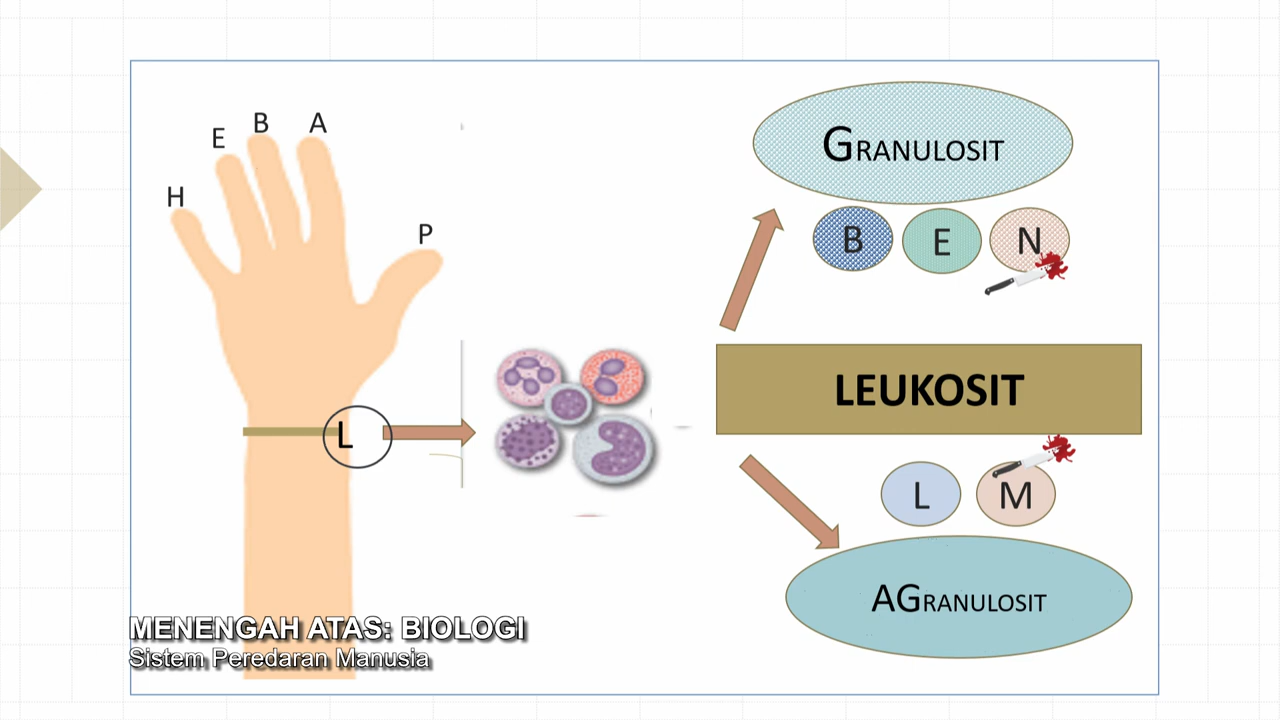 H
E
B
A
P
L
GRANULOSIT
B
E
N
LEUKOSIT
L
M
AGRANULOSIT
MENENGAH ATAS: BIOLOGI
Sistem Peredaran Manusia